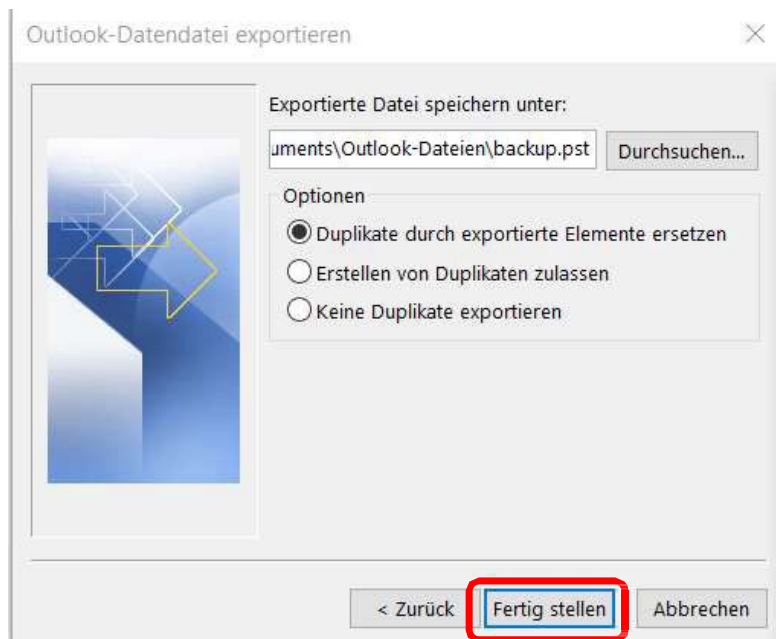 Outlook-Datendatei exportieren
Exportierte Datei speichern unter:
uments\Outlook-Dateien\backup.pst
Durchsuchen...
Optionen
Duplikate durch exportierte Elemente ersetzen
Erstellen von Duplikaten zulassen
Keine Duplikate exportieren
< Zurück
Fertig stellen
Abbrechen